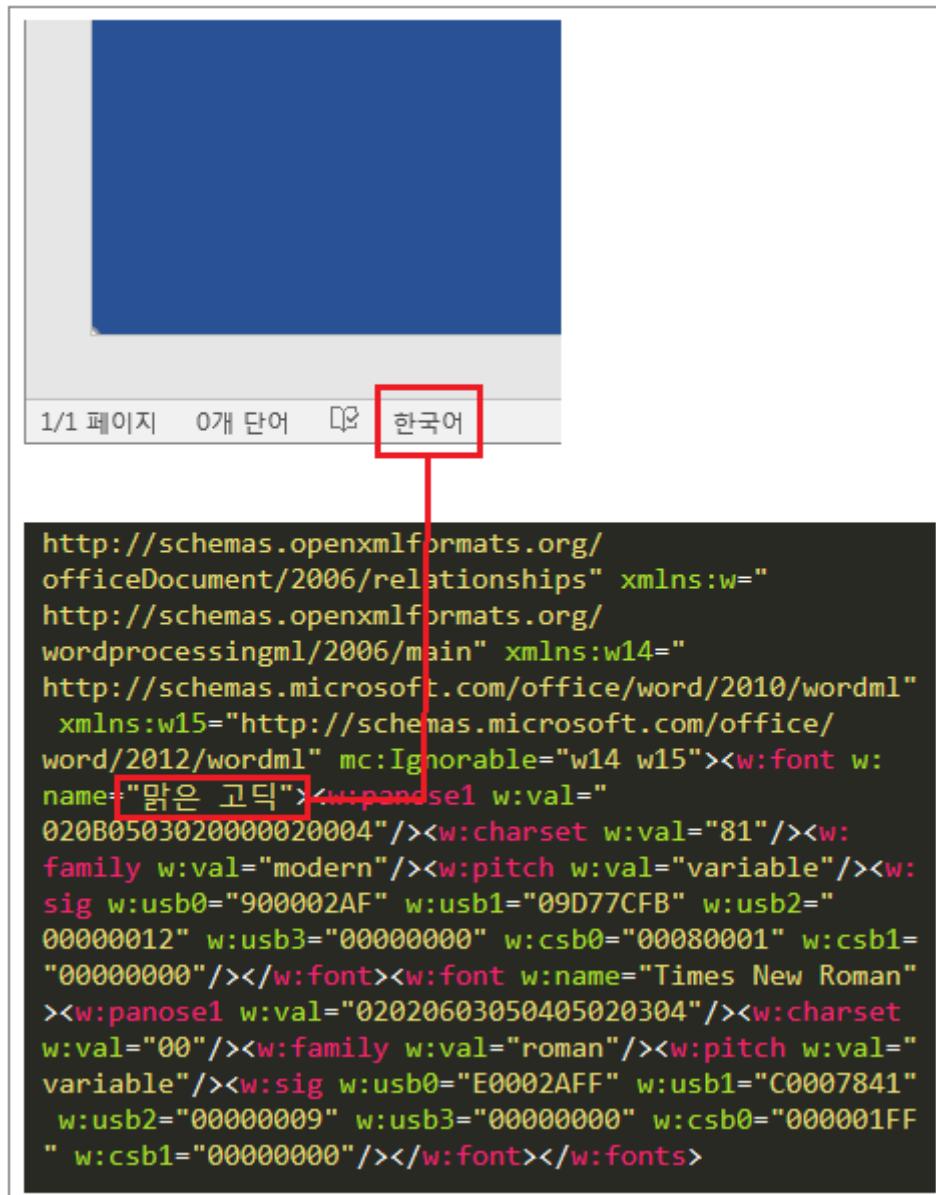 1/1 페이지 0개 단어 한국어
http://schemas.openxmlformats.org/
officeDocument/2006/relationships" xmlns:w="
http://schemas.openxmlformats.org/
wordprocessingml/2006/main" xmlns:w14="
http://schemas.microsoft.com/office/word/2010/wordml"
xmlns:w15="http://schemas.microsoft.com/office/
word/2012/wordml" mc:Ignorable="w14 w15"><w:font w:
name="맑은 고딕"><w:panose1 w:val="
020B0503020000020004"/><w:charset w:val="81"/><w:
family w:val="modern"/><w:pitch w:val="variable"/><w:
sig w:usb0="900002AF" w:usb1="09D77CFB" w:usb2="
00000012" w:usb3="00000000" w:csb0="00080001" w:csb1=
"00000000"/></w:font><w:font w:name="Times New Roman"
><w:panose1 w:val="02020603050405020304"/><w:charset
w:val="00"/><w:family w:val="roman"/><w:pitch w:val="
variable"/><w:sig w:usb0="E0002AFF" w:usb1="C0007841"
w:usb2="00000009" w:usb3="00000000" w:csb0="000001FF
" w:csb1="00000000"/></w:font></w:fonts>